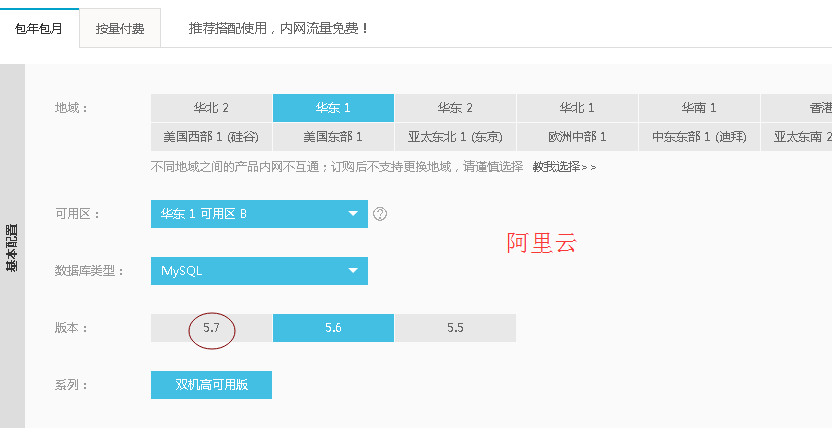 包年包月 按量付费 推荐搭配使用，内网流量免费！
地域： 华北 2 华东 1 华东 2 华北 1 华南 1 香港
美国西部 1 (硅谷) 美国东部 1 亚太东北 1 (东京) 欧洲中部 1 中东东部 1 (迪拜) 亚太东南 2
不同地域之间的产品内网不互通；订购后不支持更换地域，请谨慎选择 教我选择>>
可用区： 华东 1 可用区 B ?
基本配置
阿里云
数据库类型： MySQL
版本： 5.7 5.6 5.5
系列： 双机高可用版